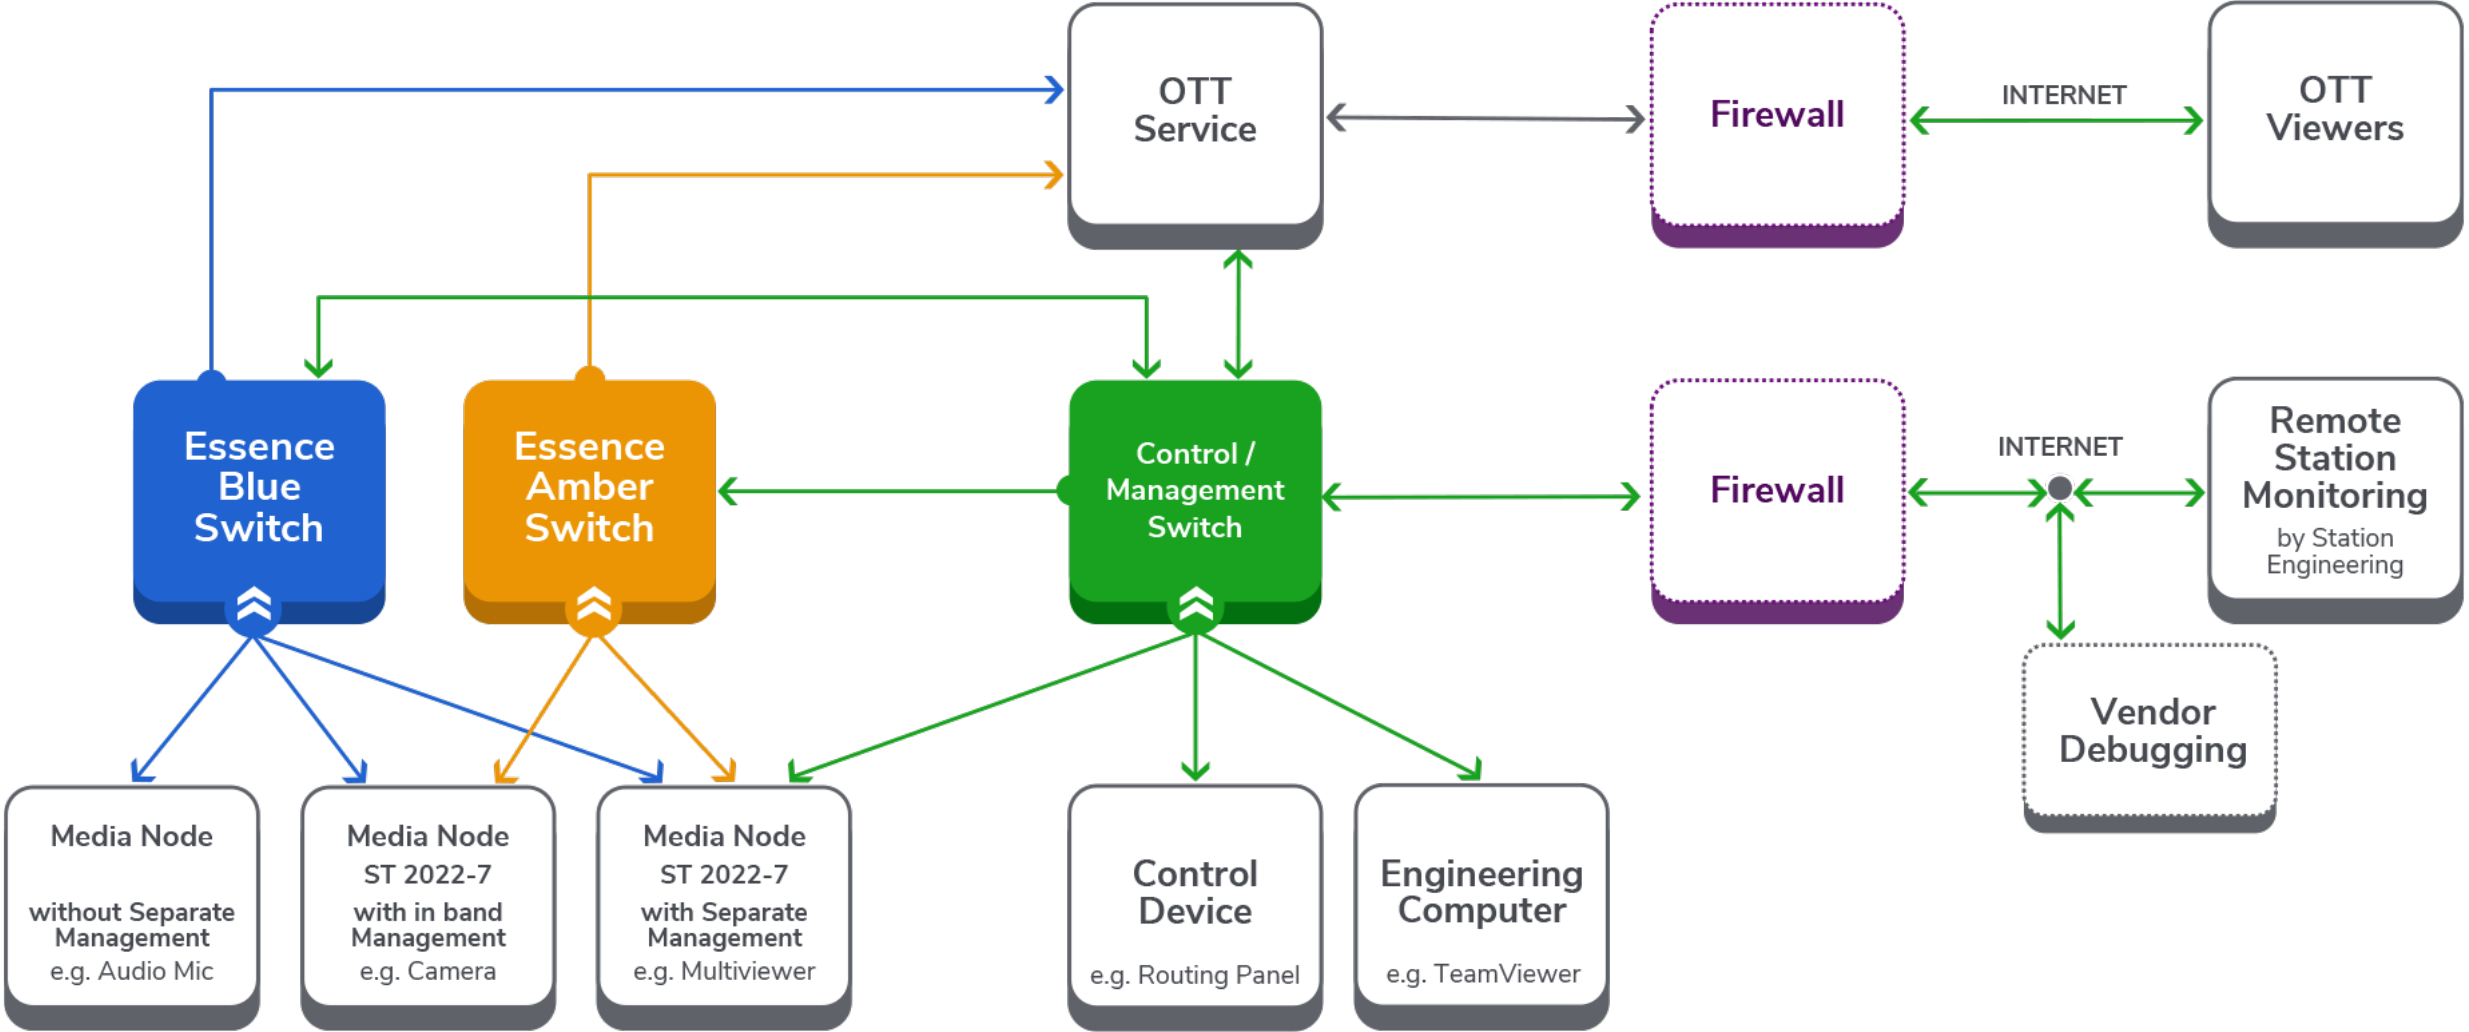 OTT
Service
Firewall
INTERNET
OTT
Viewers
Essence
Blue
Switch
Essence
Amber
Switch
Control /
Management
Switch
Firewall
INTERNET
Remote
Station
Monitoring
by Station
Engineering
Vendor
Debugging
Media Node
without Separate
Management
e.g. Audio Mic
Media Node
ST 2022-7
with in band
Management
e.g. Camera
Media Node
ST 2022-7
with Separate
Management
e.g. Multiviewer
Control
Device
e.g. Routing Panel
Engineering
Computer
e.g. TeamViewer